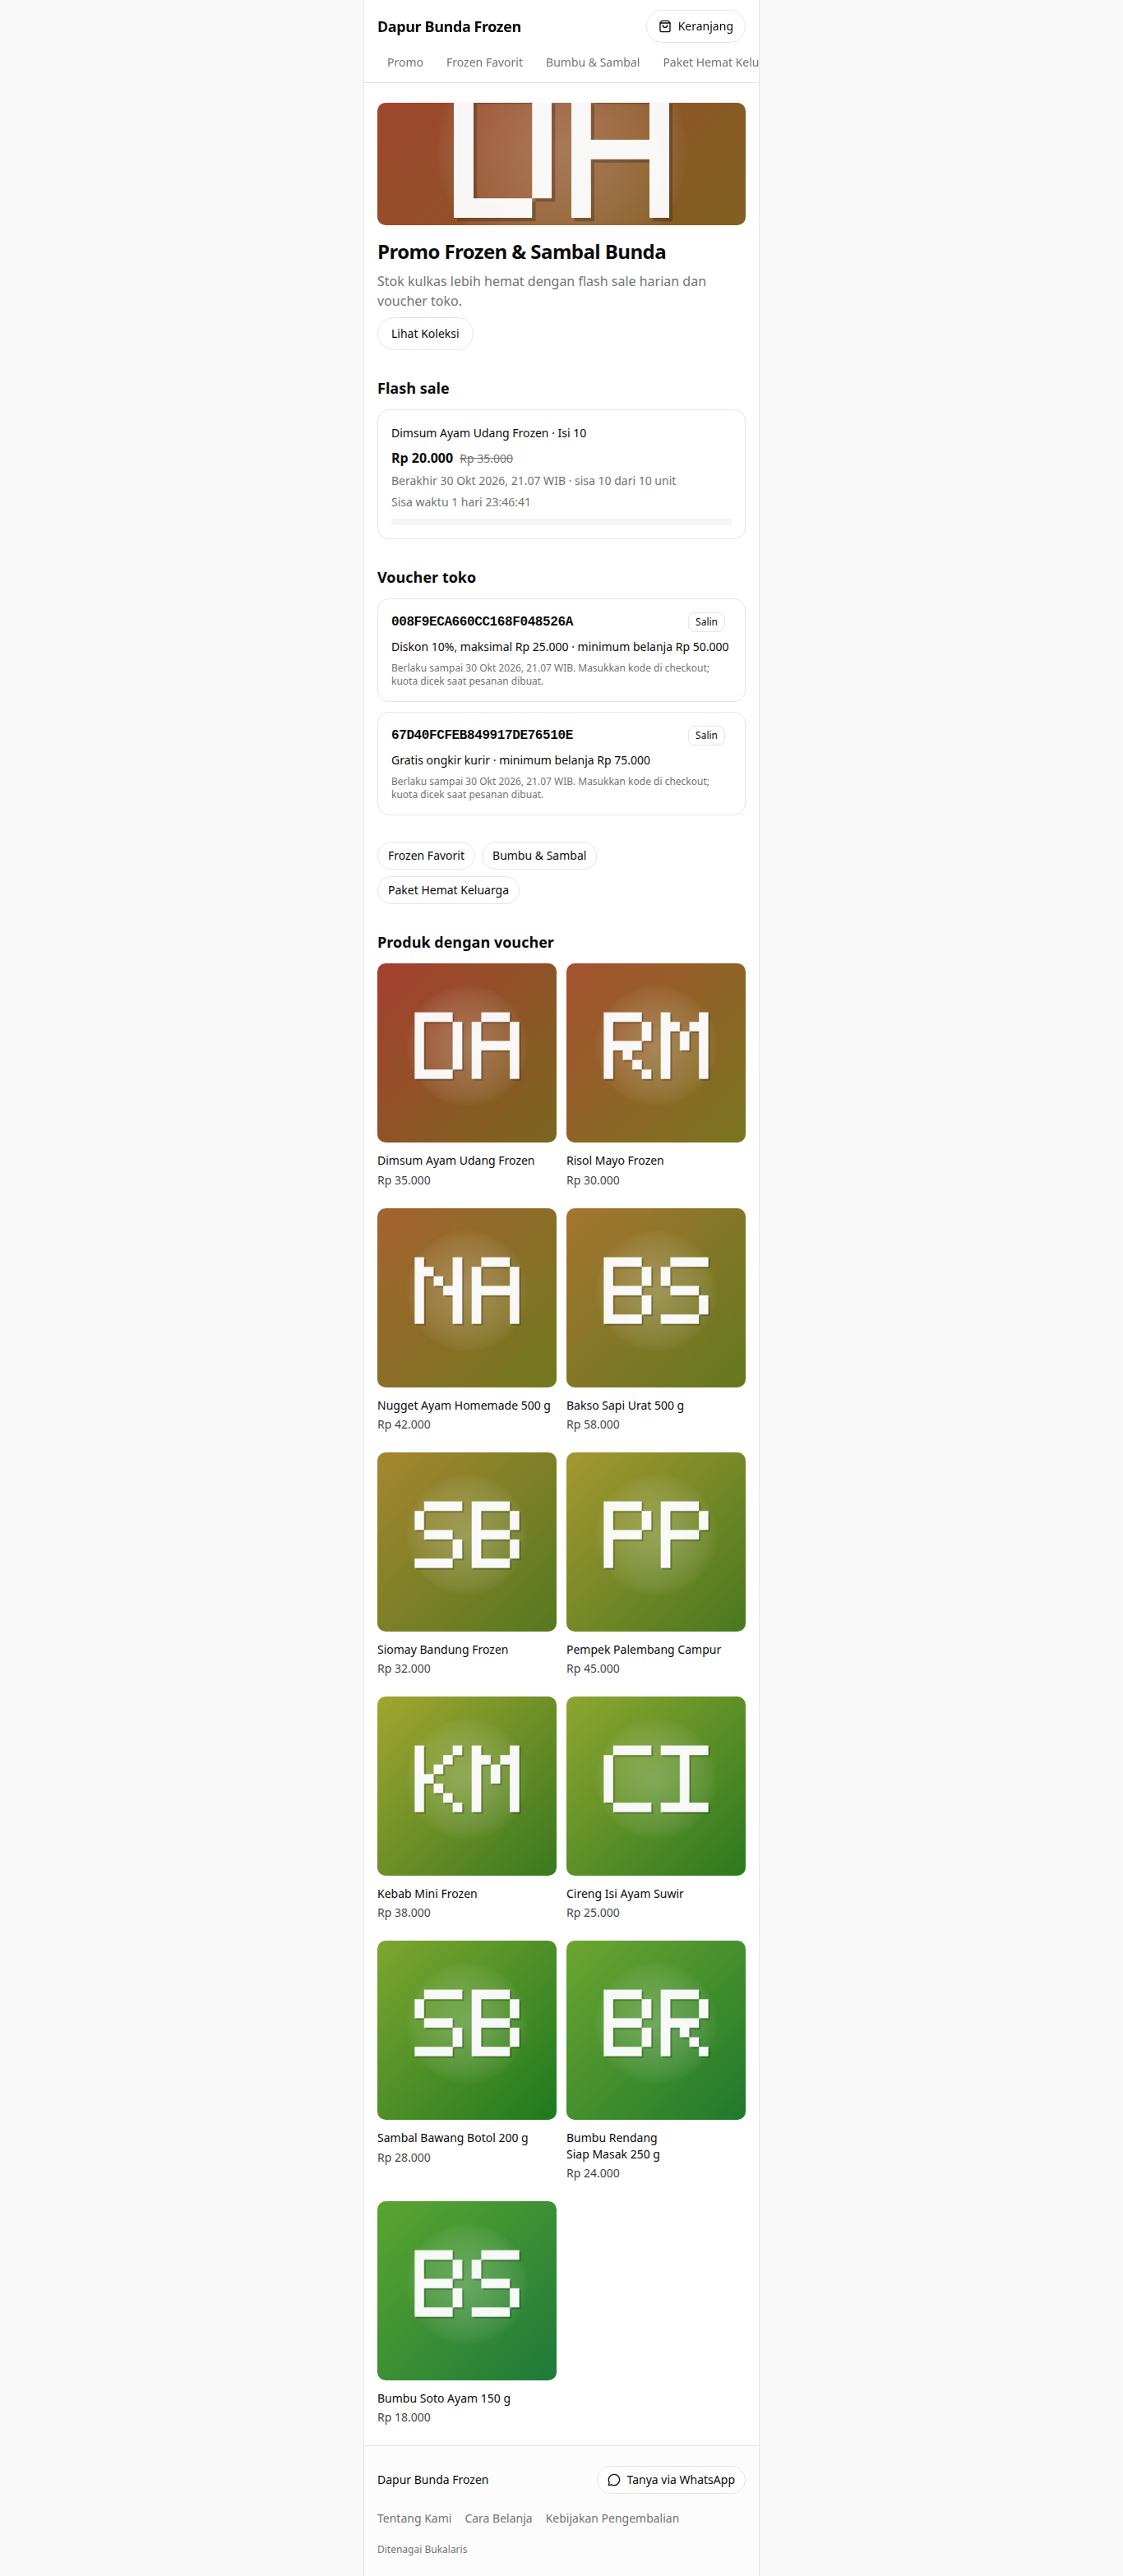 Dapur Bunda Frozen
Keranjang
Promo Frozen Favorit Bumbu & Sambal Paket Hemat Kelu
DA
Promo Frozen & Sambal Bunda
Stok kulkas lebih hemat dengan flash sale harian dan
voucher toko.
Lihat Koleksi
Flash sale
Dimsum Ayam Udang Frozen · Isi 10
Rp 20.000 Rp 35.000
Berakhir 30 Okt 2026, 21.07 WIB · sisa 10 dari 10 unit
Sisa waktu 1 hari 23:46:41
Voucher toko
008F9ECA660CC168F048526A
Salin
Diskon 10%, maksimal Rp 25.000 · minimum belanja Rp 50.000
Berlaku sampai 30 Okt 2026, 21.07 WIB. Masukkan kode di checkout;
kuota dicek saat pesanan dibuat.
67D40FCFEB849917DE76510E
Salin
Gratis ongkir kurir · minimum belanja Rp 75.000
Berlaku sampai 30 Okt 2026, 21.07 WIB. Masukkan kode di checkout;
kuota dicek saat pesanan dibuat.
Frozen Favorit
Bumbu & Sambal
Paket Hemat Keluarga
Produk dengan voucher
DA
Dimsum Ayam Udang Frozen
Rp 35.000
RM
Risol Mayo Frozen
Rp 30.000
NA
Nugget Ayam Homemade 500 g
Rp 42.000
BS
Bakso Sapi Urat 500 g
Rp 58.000
SB
Siomay Bandung Frozen
Rp 32.000
PP
Pempek Palembang Campur
Rp 45.000
KM
Kebab Mini Frozen
Rp 38.000
CI
Cireng Isi Ayam Suwir
Rp 25.000
SB
Sambal Bawang Botol 200 g
Rp 28.000
BR
Bumbu Rendang
Siap Masak 250 g
Rp 24.000
BS
Bumbu Soto Ayam 150 g
Rp 18.000
Dapur Bunda Frozen
Tanya via WhatsApp
Tentang Kami Cara Belanja Kebijakan Pengembalian
Ditenagai Bukalaris